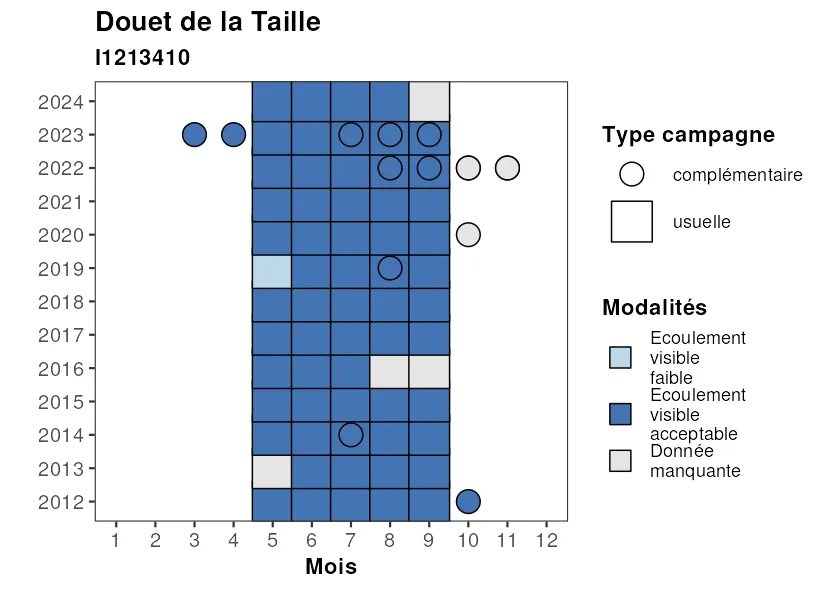 Douet de la Taille
I1213410
2024
2023
2022
2021
2020
2019
2018
2017
2016
2015
2014
2013
2012
1 2 3 4 5 6 7 8 9 10 11 12
Mois
Type campagne
complémentaire
usuelle
Modalités
Ecoulement
visible
faible
Ecoulement
visible
acceptable
Donnée
manquante